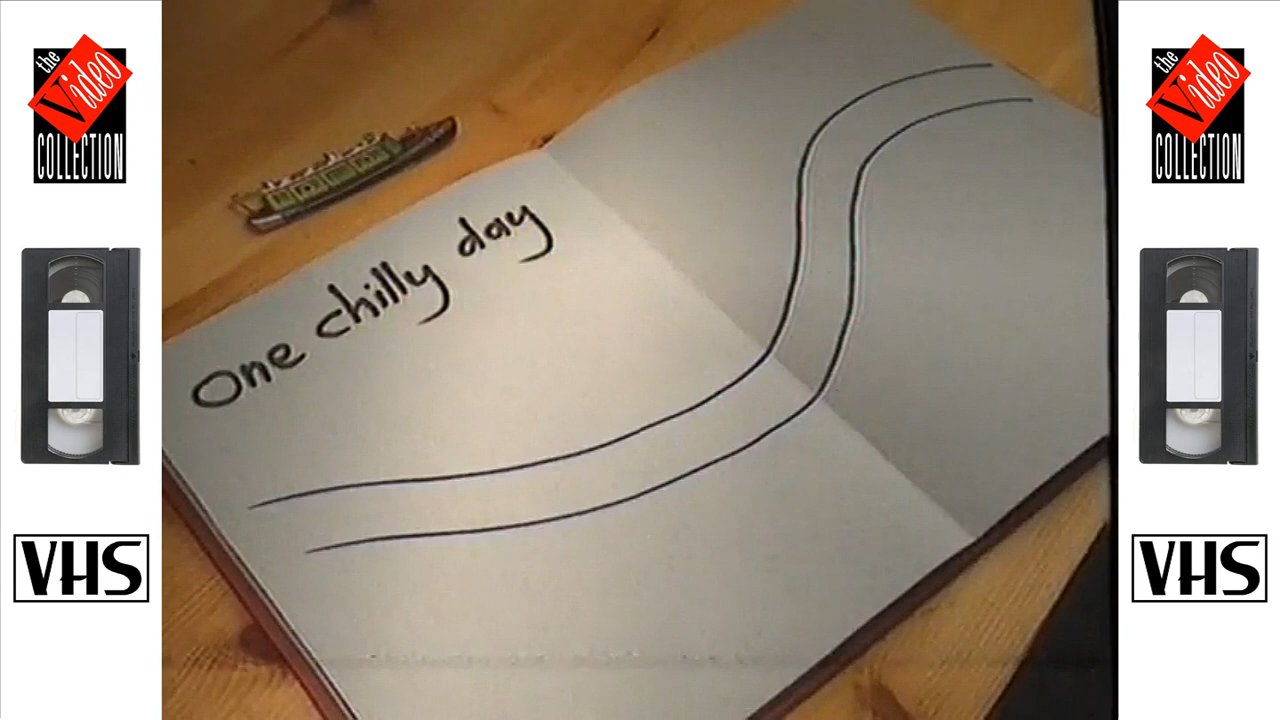 the
Video
COLLECTION
VHS
One chilly day
the
Video
COLLECTION
VHS